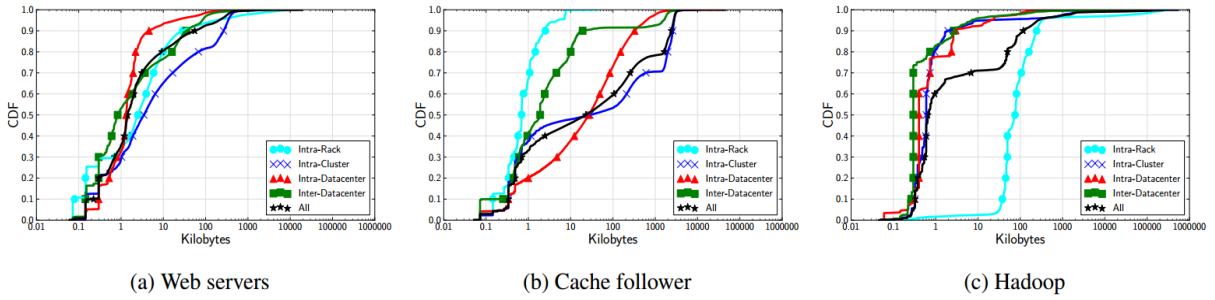 1.0
0.9
0.8
0.7
0.6
0.5
0.4
0.3
0.2
0.1
0.0
CDF
0.01 0.1 1 10 100 1000 10000 100000 1000000
Kilobytes
Intra-Rack
Intra-Cluster
Intra-Datacenter
Inter-Datacenter
All
(a) Web servers
1.0
0.9
0.8
0.7
0.6
0.5
0.4
0.3
0.2
0.1
0.0
CDF
0.01 0.1 1 10 100 1000 10000 100000 1000000
Kilobytes
Intra-Rack
Intra-Cluster
Intra-Datacenter
Inter-Datacenter
All
(b) Cache follower
1.0
0.9
0.8
0.7
0.6
0.5
0.4
0.3
0.2
0.1
0.0
CDF
0.01 0.1 1 10 100 1000 10000 100000 1000000
Kilobytes
Intra-Rack
Intra-Cluster
Intra-Datacenter
Inter-Datacenter
All
(c) Hadoop